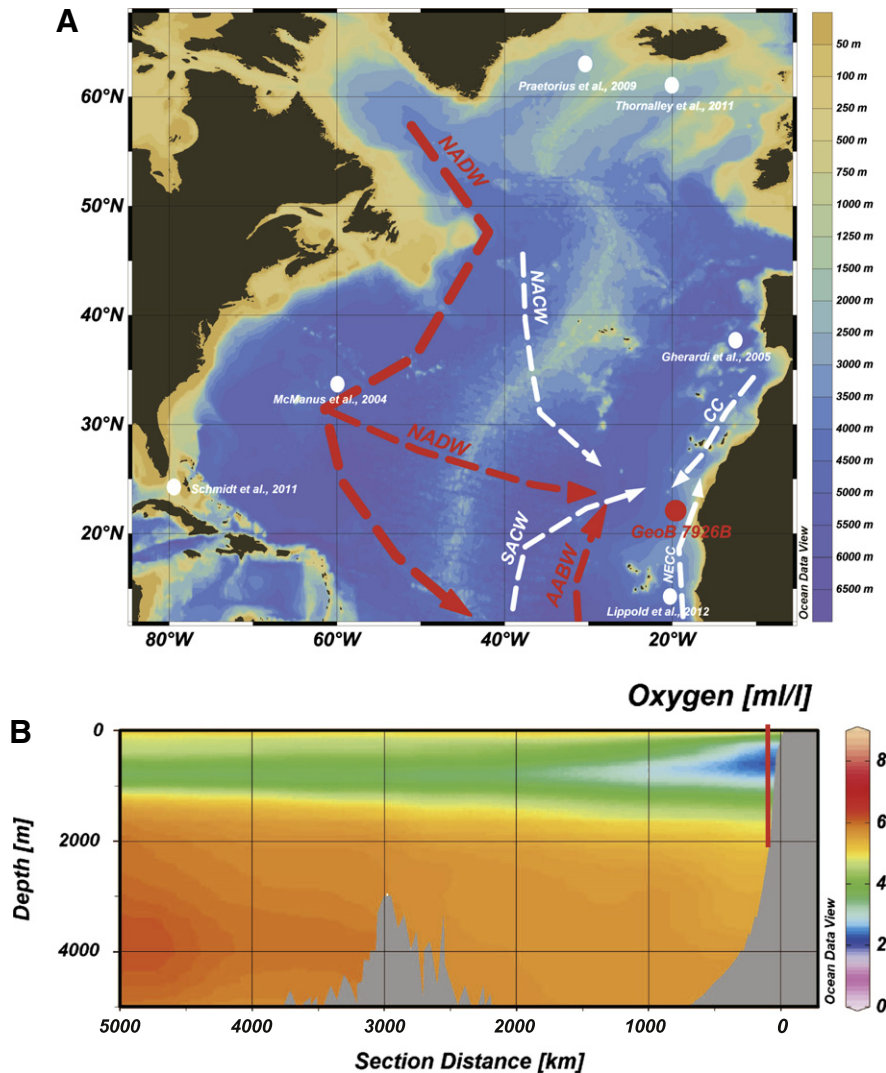 A
60°N
50°N
40°N
30°N
20°N
80°W
60°W
40°W
20°W
Praetorius et al., 2009
Thornalley et al., 2011
NADW
NACW
Gherardi et al., 2005
McManus et al., 2004
CC
NADW
Schmidt et al., 2011
GeoB 7926B
SACW
AABW
NECC
Lippold et al., 2012
Ocean Data View
50 m
100 m
250 m
500 m
750 m
1000 m
1250 m
1500 m
2000 m
2500 m
3000 m
3500 m
4000 m
4500 m
5000 m
5500 m
6000 m
6500 m
B
Oxygen [ml/l]
0
2000
4000
Depth [m]
5000
4000
3000
2000
1000
0
Section Distance [km]
Ocean Data View
8
6
4
2
0